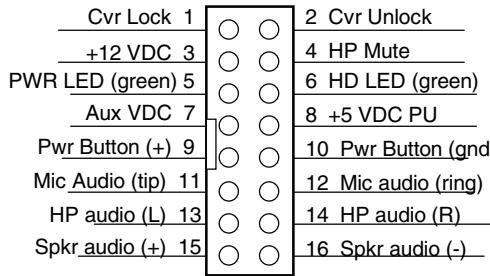 Cvr Lock 1 2 Cvr Unlock
+12 VDC 3 4 HP Mute
PWR LED (green) 5 6 HD LED (green)
Aux VDC 7 8 +5 VDC PU
Pwr Button (+) 9 10 Pwr Button (gnd
Mic Audio (tip) 11 12 Mic audio (ring)
HP audio (L) 13 14 HP audio (R)
Spkr audio (+) 15 16 Spkr audio (-)